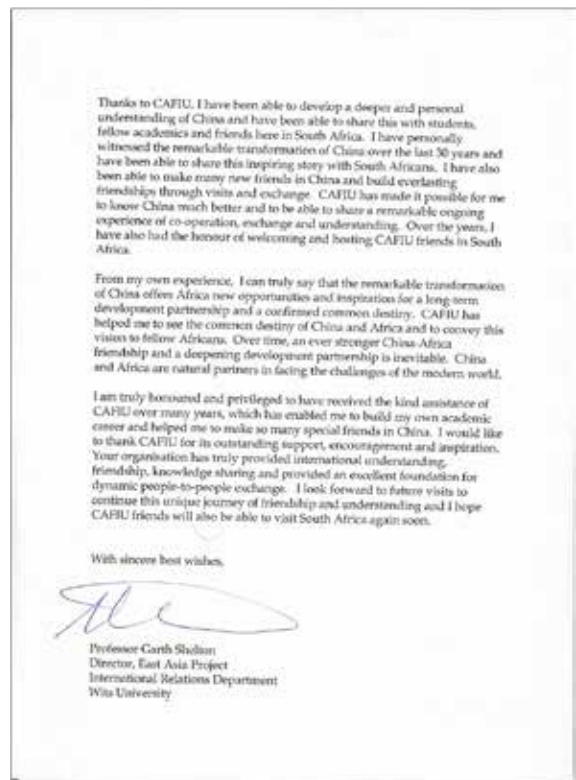 Thanks to CAFIU, I have been able to develop a deeper and personal
understanding of China and have been able to share this with students,
fellow academics and friends here in South Africa. I have personally
witnessed the remarkable transformation of China over the last 30 years and
have been able to share this inspiring story with South Africans. I have also
been able to make many new friends in China and build everlasting
friendships through visits and exchange. CAFIU has made it possible for me
to know China much better and to be able to share a remarkable ongoing
experience of co-operation, exchange and understanding. Over the years, I
have also had the honour of welcoming and hosting CAFIU friends in South
Africa.
From my own experience, I can truly say that the remarkable transformation
of China offers Africa new opportunities and inspiration for a long-term
development partnership and a confirmed common destiny. CAFIU has
helped me to see the common destiny of China and Africa and to convey this
vision to fellow Africans. Over time, an ever stronger China-Africa
friendship and a deepening development partnership is inevitable. China
and Africa are natural partners in facing the challenges of the modern world.
I am truly honoured and privileged to have received the kind assistance of
CAFIU over many years, which has enabled me to build my own academic
career and helped me to make so many special friends in China. I would like
to thank CAFIU for its outstanding support, encouragement and inspiration.
Your organisation has truly provided international understanding,
friendship, knowledge sharing and provided an excellent foundation for
dynamic people-to-people exchange. I look forward to future visits to
continue this unique journey of friendship and understanding and I hope
CAFIU friends will also be able to visit South Africa again soon.
With sincere best wishes,
Professor Garth Shelton
Director, East Asia Project
International Relations Department
Wits University